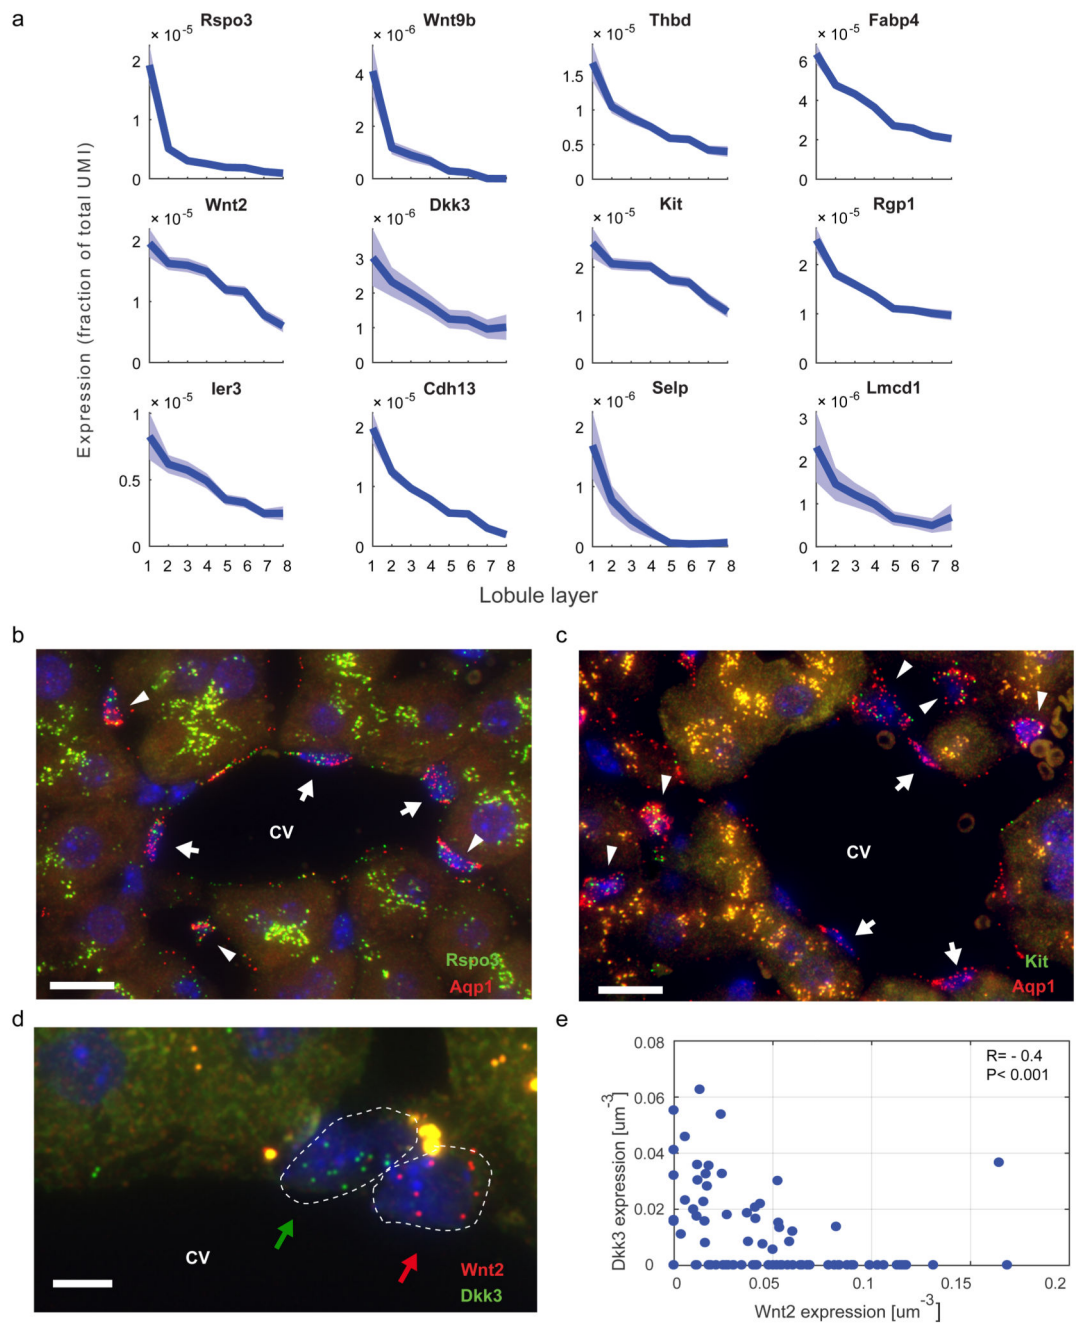 a
Rspo3
Wnt9b
Thbd
Fabp4
× 10-5
× 10-6
× 10-5
× 10-5
2
1
0
4
2
0
1.5
1
0.5
0
6
4
2
0
Wnt2
Dkk3
Kit
Rgp1
× 10-5
× 10-6
× 10-5
× 10-5
2
1
0
3
2
1
0
2
1
0
2
1
0
Ier3
Cdh13
Selp
Lmcd1
× 10-5
× 10-5
× 10-6
× 10-6
1
0.5
0
2
1
0
2
1
0
3
2
1
0
1 2 3 4 5 6 7 8
1 2 3 4 5 6 7 8
1 2 3 4 5 6 7 8
1 2 3 4 5 6 7 8
Expression (fraction of total UMI)
Lobule layer
b
CV
Rspo3
Aqp1
c
CV
Kit
Aqp1
d
CV
Wnt2
Dkk3
e
R= - 0.4
P< 0.001
0.08
0.06
0.04
0.02
0
0 0.05 0.1 0.15 0.2
Dkk3 expression [um-3]
Wnt2 expression [um-3]